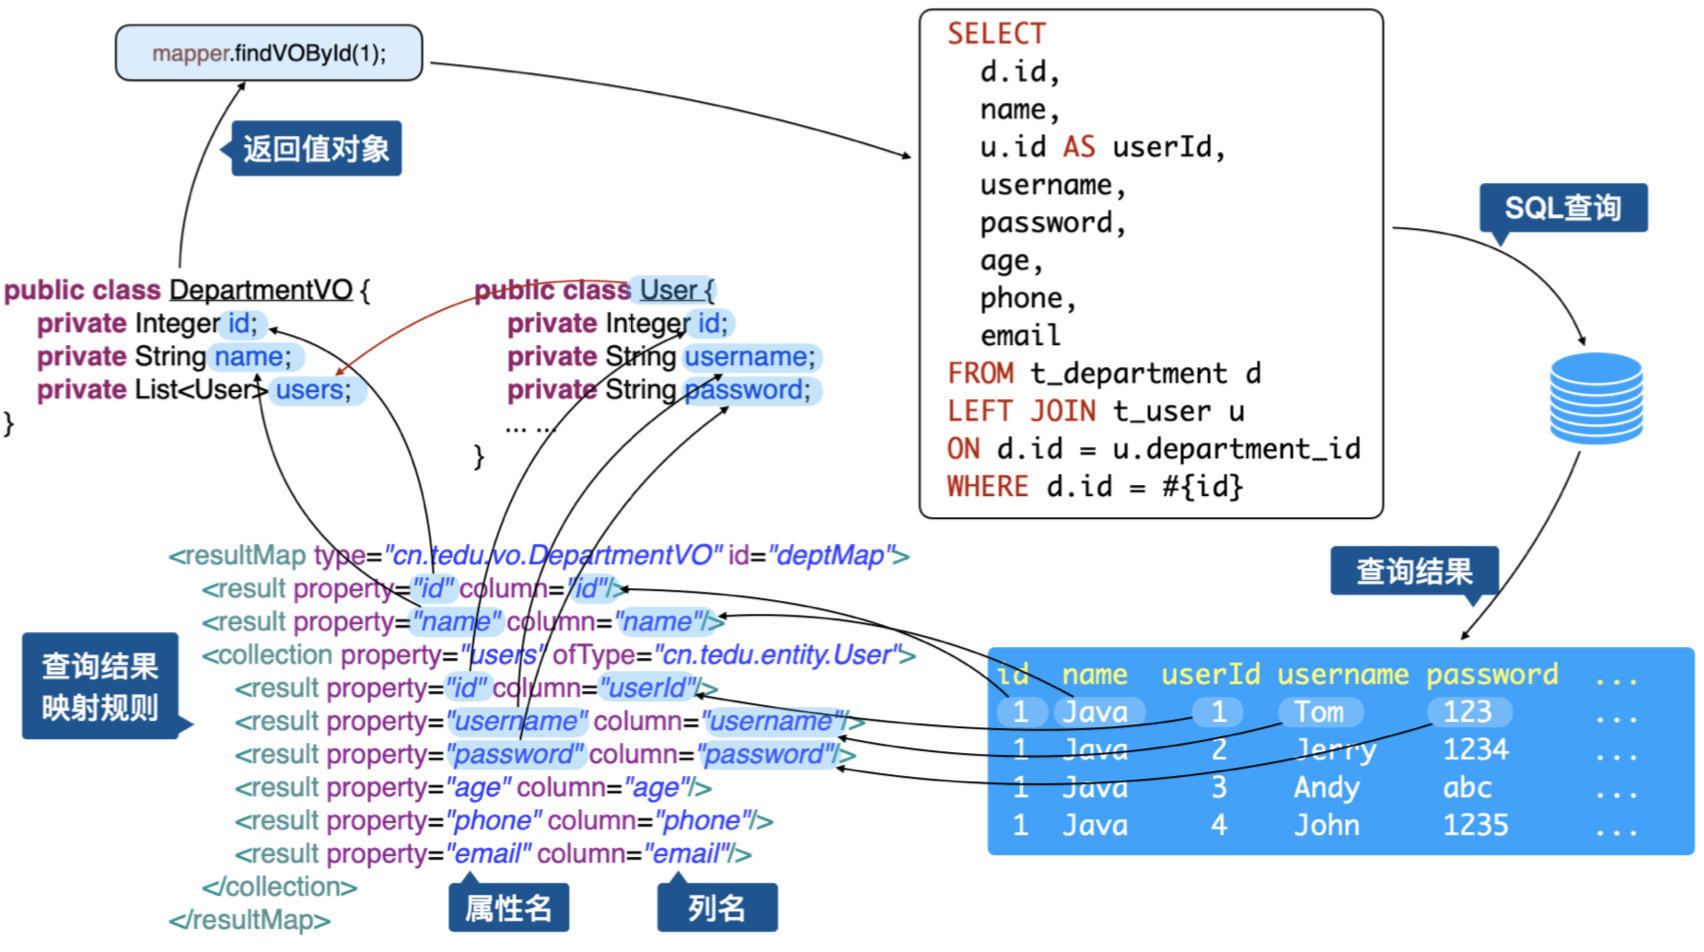 mapper.findVOById(1);
返回值对象
public class DepartmentVO {
private Integer id;
private String name;
private List<User> users;
}
public class User {
private Integer id;
private String username;
private String password;
... ...
}
SELECT
d.id,
name,
u.id AS userId,
username,
password,
age,
phone,
email
FROM t_department d
LEFT JOIN t_user u
ON d.id = u.department_id
WHERE d.id = #{id}
SQL查询
查询结果
查询结果
映射规则
<resultMap type="cn.tedu.vo.DepartmentVO" id="deptMap">
<result property="id" column="id"/>
<result property="name" column="name"/>
<collection property="users" ofType="cn.tedu.entity.User">
<result property="id" column="userId"/>
<result property="username" column="username"/>
<result property="password" column="password"/>
<result property="age" column="age"/>
<result property="phone" column="phone"/>
<result property="email" column="email"/>
</collection>
</resultMap>
属性名
列名
id name userId username password ...
1 Java 1 Tom 123 ...
1 Java 2 Jerry 1234 ...
1 Java 3 Andy abc ...
1 Java 4 John 1235 ...